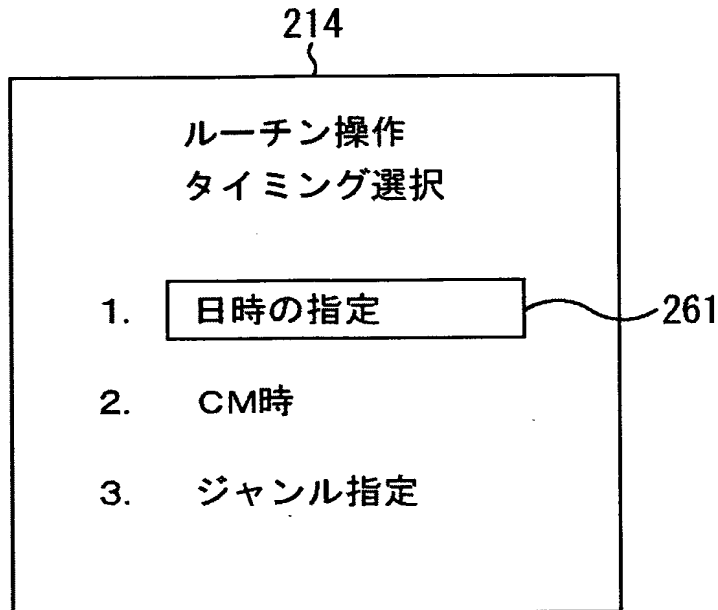 214
ルーチン操作
タイミング選択
1. 日時の指定
261
2. CM時
3. ジャンル指定